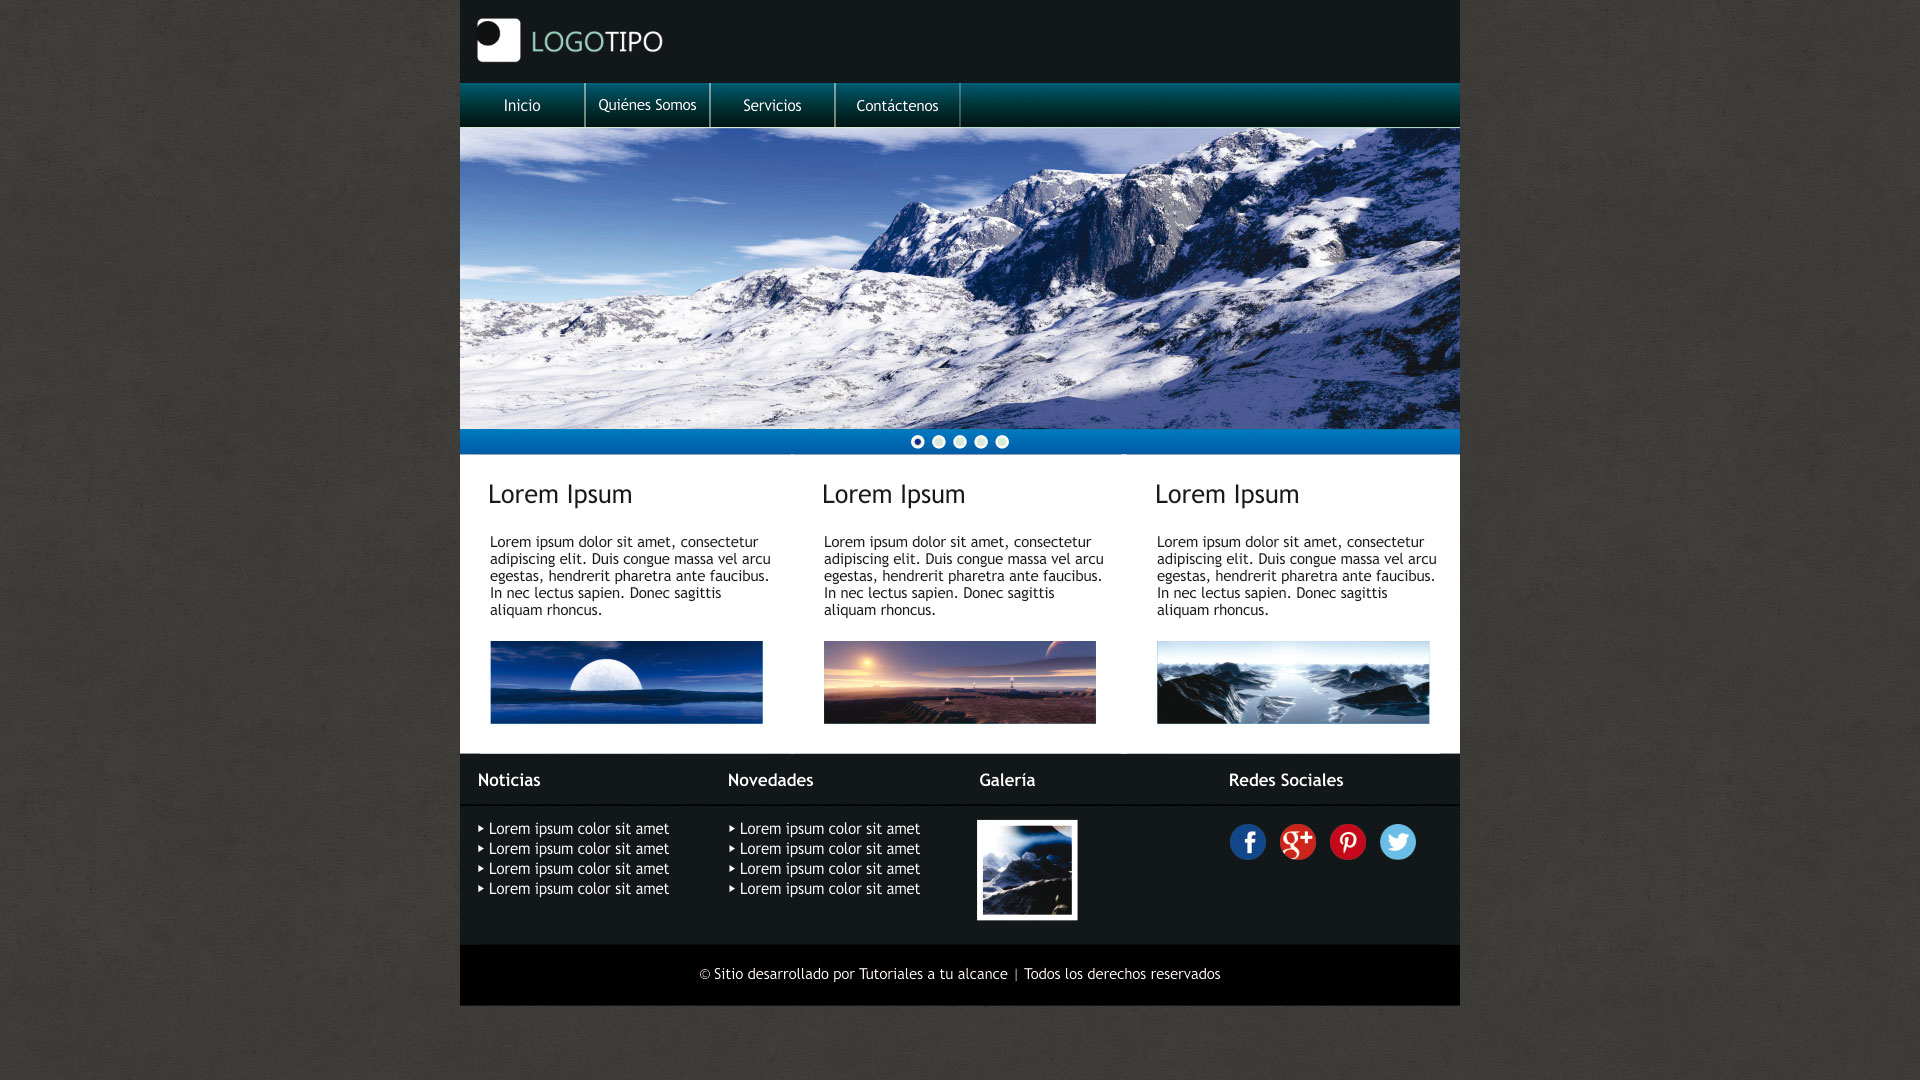 LOGOTIPO
Inicio
Quiénes Somos
Servicios
Contáctenos
Lorem Ipsum
Lorem ipsum dolor sit amet, consectetur
adipiscing elit. Duis congue massa vel arcu
egestas, hendrerit pharetra ante faucibus.
In nec lectus sapien. Donec sagittis
aliquam rhoncus.
Lorem Ipsum
Lorem ipsum dolor sit amet, consectetur
adipiscing elit. Duis congue massa vel arcu
egestas, hendrerit pharetra ante faucibus.
In nec lectus sapien. Donec sagittis
aliquam rhoncus.
Lorem Ipsum
Lorem ipsum dolor sit amet, consectetur
adipiscing elit. Duis congue massa vel arcu
egestas, hendrerit pharetra ante faucibus.
In nec lectus sapien. Donec sagittis
aliquam rhoncus.
Noticias
Lorem ipsum color sit amet
Lorem ipsum color sit amet
Lorem ipsum color sit amet
Lorem ipsum color sit amet
Novedades
Lorem ipsum color sit amet
Lorem ipsum color sit amet
Lorem ipsum color sit amet
Lorem ipsum color sit amet
Galería
Redes Sociales
© Sitio desarrollado por Tutoriales a tu alcance | Todos los derechos reservados